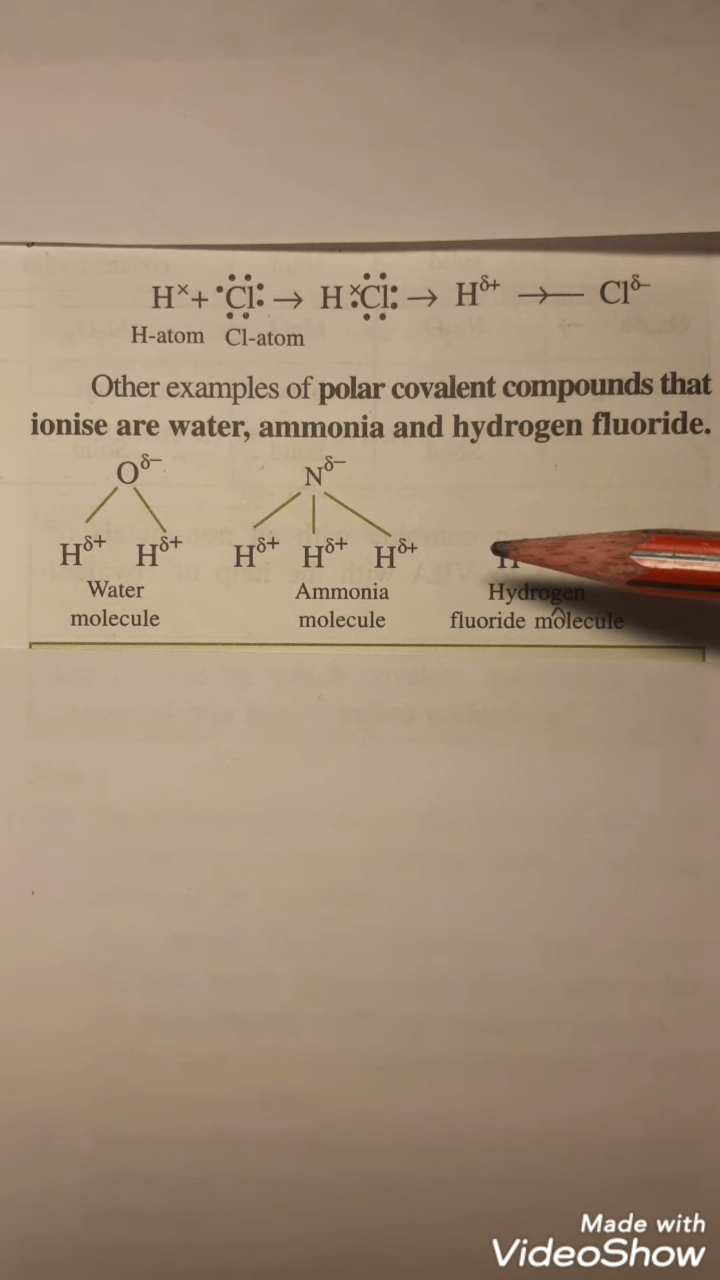 Hˣ + •Cl: → H ˣ•Cl: → Hδ+ →— Clδ–
H-atom Cl-atom
Other examples of polar covalent compounds that
ionise are water, ammonia and hydrogen fluoride.
Oδ– Nδ–
Hδ+ Hδ+ Hδ+ Hδ+ Hδ+ H
Water Ammonia Hydrogen
molecule molecule fluoride molecule
Made with
VideoShow